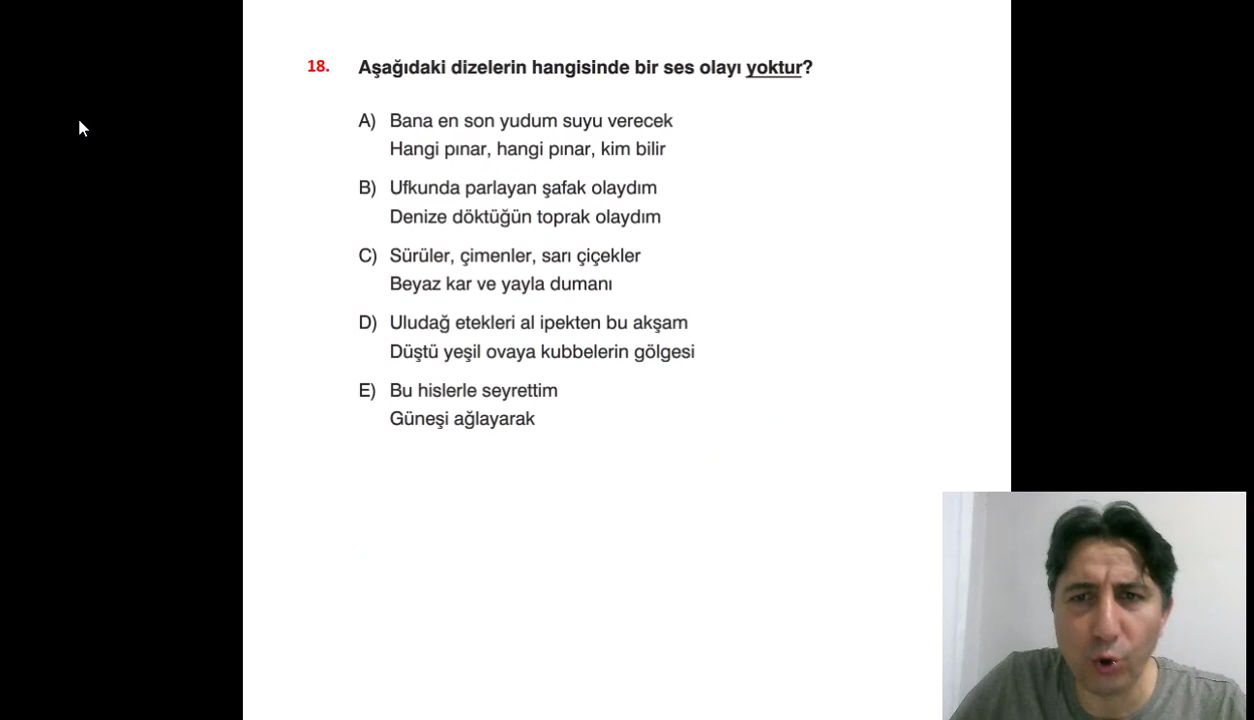 18. Aşağıdaki dizelerin hangisinde bir ses olayı yoktur?
A) Bana en son yudum suyu verecek
Hangi pınar, hangi pınar, kim bilir
B) Ufkunda parlayan şafak olaydım
Denize döktüğün toprak olaydım
C) Sürüler, çimenler, sarı çiçekler
Beyaz kar ve yayla dumanı
D) Uludağ etekleri al ipekten bu akşam
Düştü yeşil ovaya kubbelerin gölgesi
E) Bu hislerle seyrettim
Güneşi ağlayarak